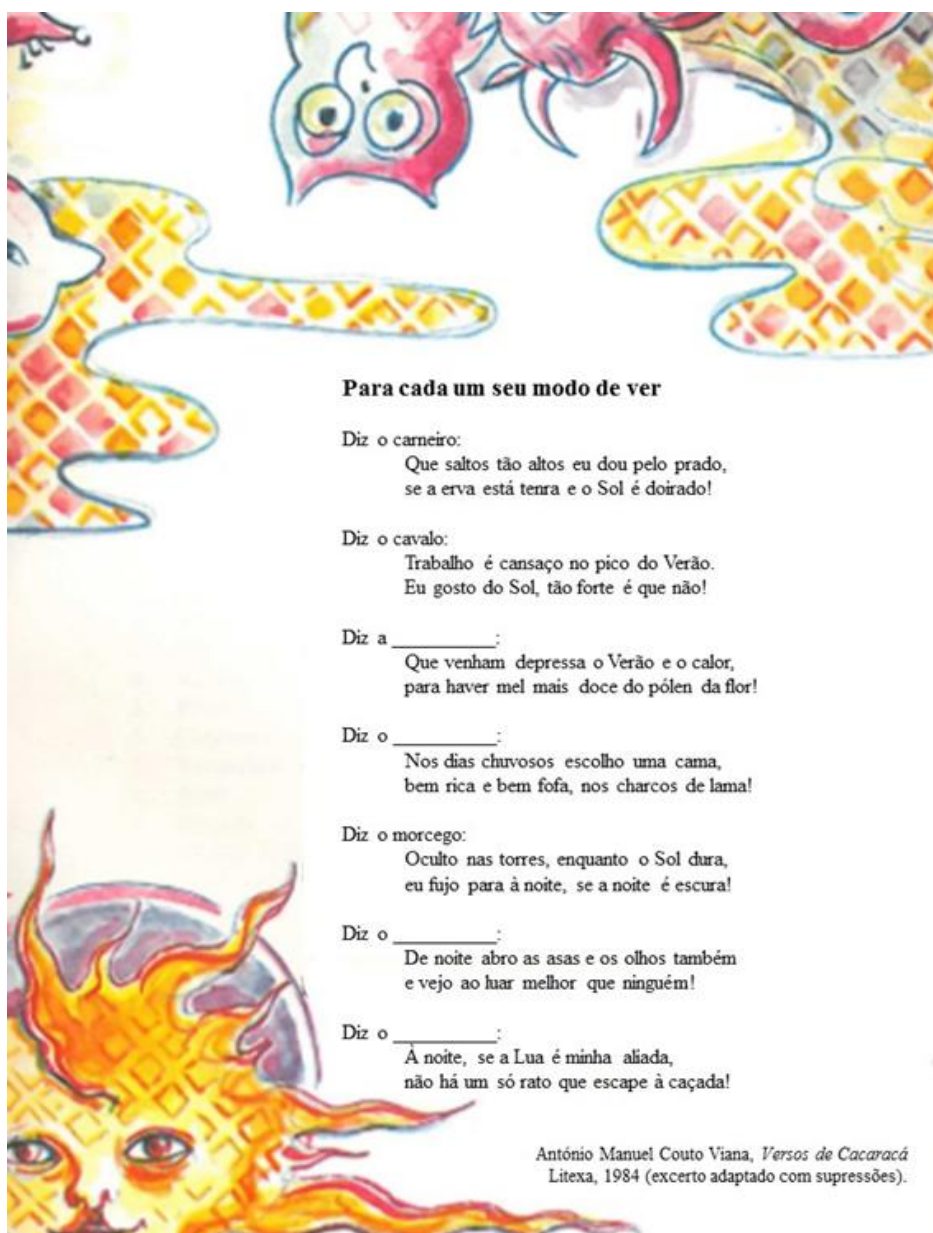 Para cada um seu modo de ver
Diz o carneiro:
Que saltos tão altos eu dou pelo prado,
se a erva está tenra e o Sol é doirado!
Diz o cavalo:
Trabalho é cansaço no pico do Verão.
Eu gosto do Sol, tão forte é que não!
Diz a __________:
Que venham depressa o Verão e o calor,
para haver mel mais doce do pólen da flor!
Diz o __________:
Nos dias chuvosos escolho uma cama,
bem rica e bem fofa, nos charcos de lama!
Diz o morcego:
Oculto nas torres, enquanto o Sol dura,
eu fujo para à noite, se a noite é escura!
Diz o __________:
De noite abro as asas e os olhos também
e vejo ao luar melhor que ninguém!
Diz o __________:
À noite, se a Lua é minha aliada,
não há um só rato que escape à caçada!
António Manuel Couto Viana, Versos de Cacaracá
Litexa, 1984 (excerto adaptado com supressões).